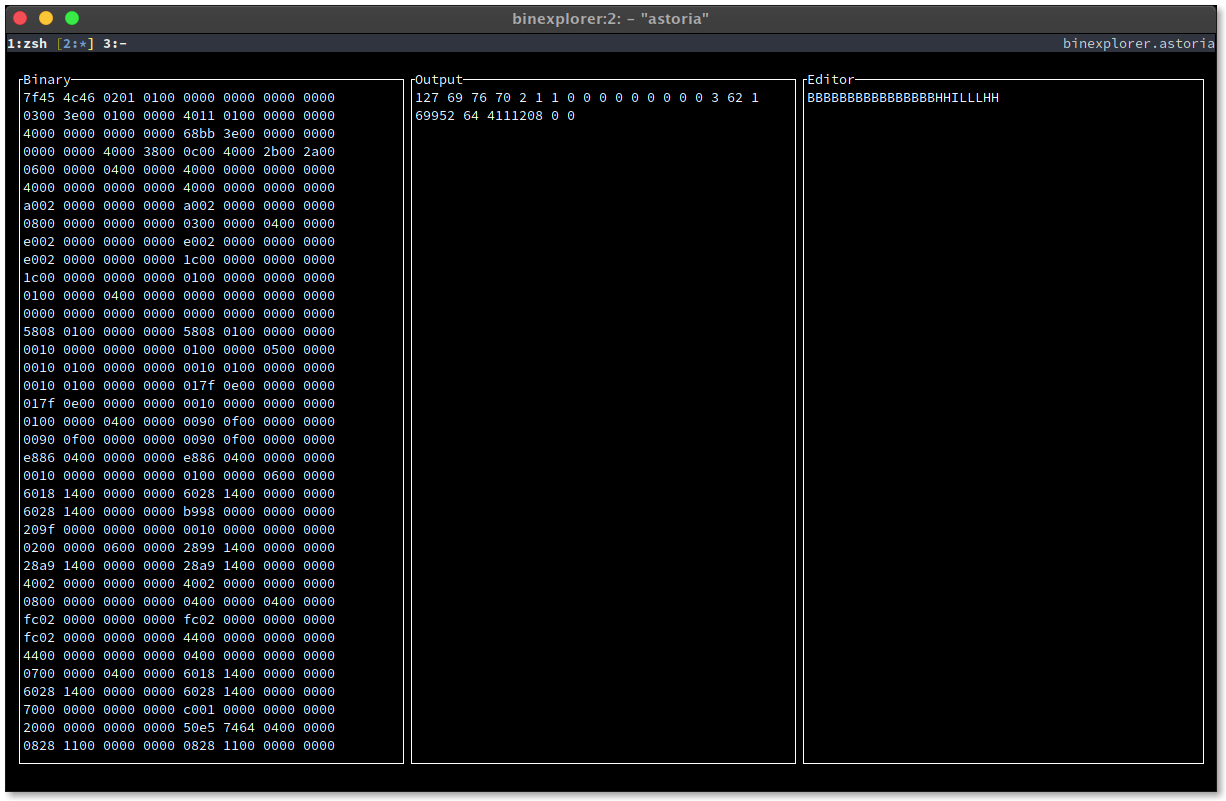 binexplorer:2: – "astoria"
1:zsh [2:*] 3:- binexplorer.astoria
Binary
7f45 4c46 0201 0100 0000 0000 0000 0000
0300 3e00 0100 0000 4011 0100 0000 0000
4000 0000 0000 0000 68bb 3e00 0000 0000
0000 0000 4000 3800 0c00 4000 2b00 2a00
0600 0000 0400 0000 4000 0000 0000 0000
4000 0000 0000 0000 4000 0000 0000 0000
a002 0000 0000 0000 a002 0000 0000 0000
0800 0000 0000 0000 0300 0000 0400 0000
e002 0000 0000 0000 e002 0000 0000 0000
e002 0000 0000 0000 1c00 0000 0000 0000
1c00 0000 0000 0000 0100 0000 0000 0000
0100 0000 0400 0000 0000 0000 0000 0000
0000 0000 0000 0000 0000 0000 0000 0000
5808 0100 0000 0000 5808 0100 0000 0000
0010 0000 0000 0000 0100 0000 0500 0000
0010 0100 0000 0000 0010 0100 0000 0000
0010 0100 0000 0000 017f 0e00 0000 0000
017f 0e00 0000 0000 0010 0000 0000 0000
0100 0000 0400 0000 0090 0f00 0000 0000
0090 0f00 0000 0000 0090 0f00 0000 0000
e886 0400 0000 0000 e886 0400 0000 0000
0010 0000 0000 0000 0100 0000 0600 0000
6018 1400 0000 0000 6028 1400 0000 0000
6028 1400 0000 0000 b998 0000 0000 0000
209f 0000 0000 0000 0010 0000 0000 0000
0200 0000 0600 0000 2899 1400 0000 0000
28a9 1400 0000 0000 28a9 1400 0000 0000
4002 0000 0000 0000 4002 0000 0000 0000
0800 0000 0000 0000 0400 0000 0400 0000
fc02 0000 0000 0000 fc02 0000 0000 0000
fc02 0000 0000 0000 4400 0000 0000 0000
4400 0000 0000 0000 0400 0000 0000 0000
0700 0000 0400 0000 6018 1400 0000 0000
6028 1400 0000 0000 6028 1400 0000 0000
7000 0000 0000 0000 c001 0000 0000 0000
2000 0000 0000 0000 50e5 7464 0400 0000
0828 1100 0000 0000 0828 1100 0000 0000
Output
127 69 76 70 2 1 1 0 0 0 0 0 0 0 0 0 3 62 1
69952 64 4111208 0 0
Editor
BBBBBBBBBBBBBBBBHHILLLHH